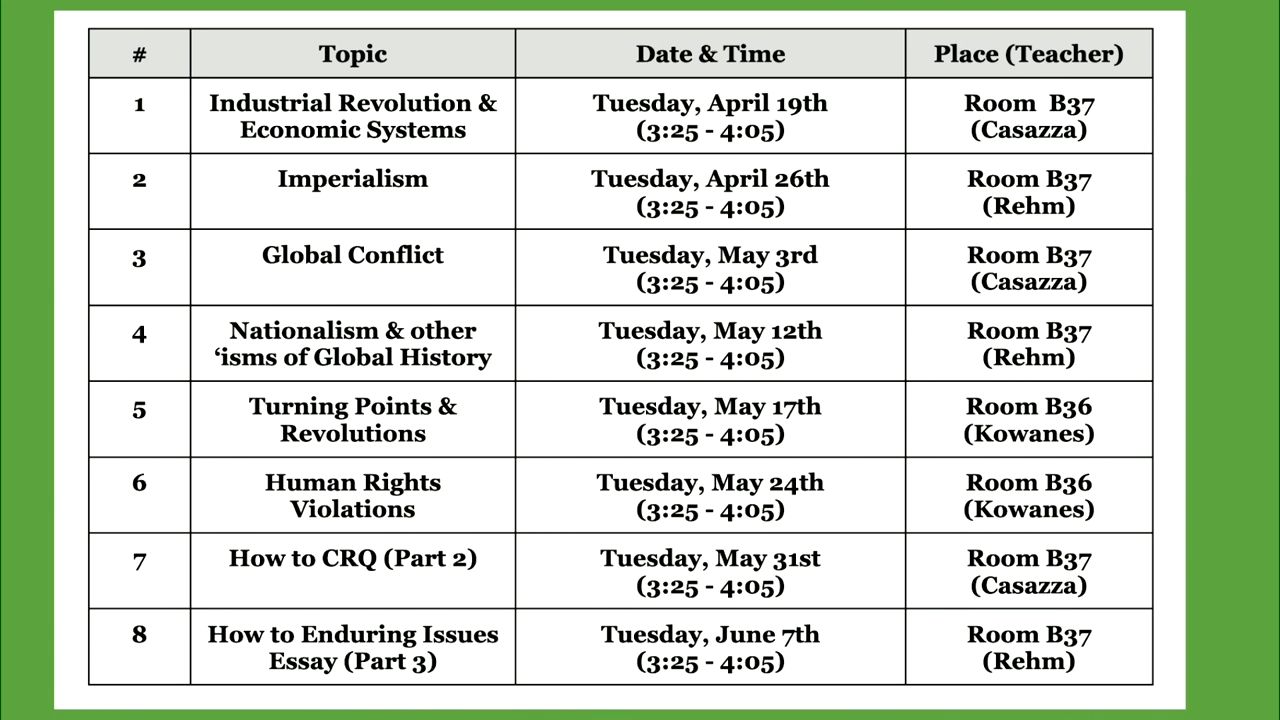 # Topic Date & Time Place (Teacher)
1 Industrial Revolution & Tuesday, April 19th Room B37
Economic Systems (3:25 - 4:05) (Casazza)
2 Imperialism Tuesday, April 26th Room B37
(3:25 - 4:05) (Rehm)
3 Global Conflict Tuesday, May 3rd Room B37
(3:25 - 4:05) (Casazza)
4 Nationalism & other Tuesday, May 12th Room B37
‘isms of Global History (3:25 - 4:05) (Rehm)
5 Turning Points & Tuesday, May 17th Room B36
Revolutions (3:25 - 4:05) (Kowanes)
6 Human Rights Tuesday, May 24th Room B36
Violations (3:25 - 4:05) (Kowanes)
7 How to CRQ (Part 2) Tuesday, May 31st Room B37
(3:25 - 4:05) (Casazza)
8 How to Enduring Issues Tuesday, June 7th Room B37
Essay (Part 3) (3:25 - 4:05) (Rehm)